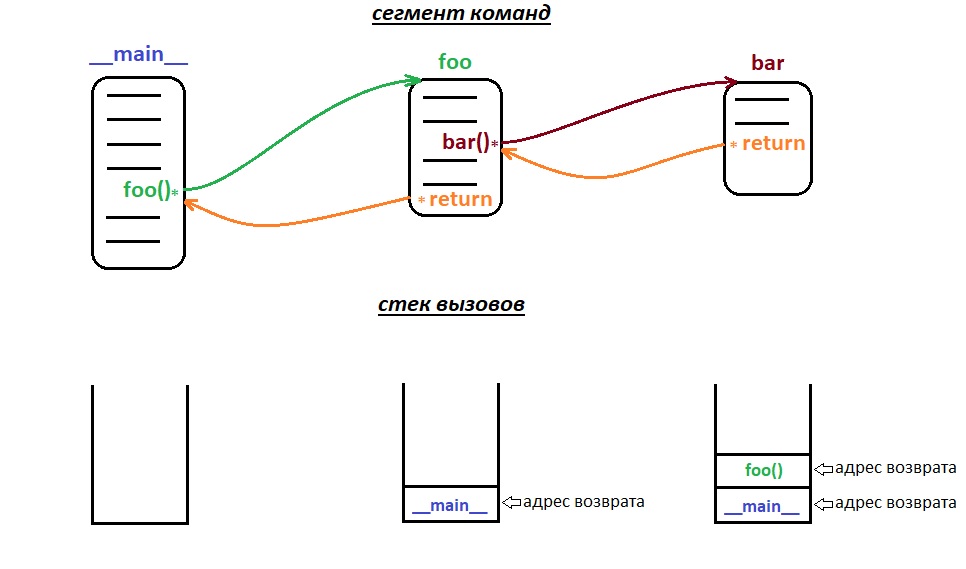 сегмент команд
__main__
foo
bar
foo()*
bar()*
* return
* return
стек вызовов
__main__
адрес возврата
foo()
адрес возврата
__main__
адрес возврата